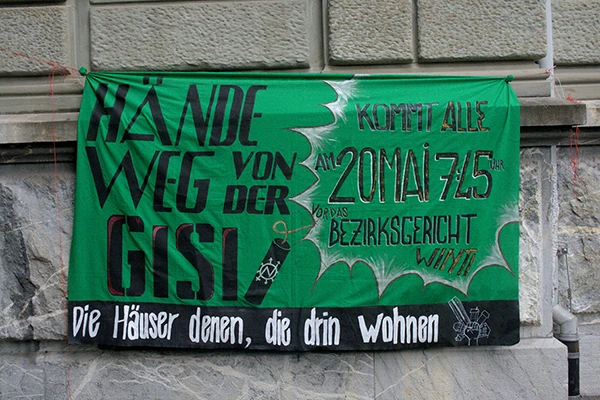 HÄNDE
WEG VON
DER
GISI
KOMMT ALLE
AM 20 MAI 7:45 UHR
VOR DAS
BEZIRKSGERICHT
WINTI
Die Häuser denen, die drin wohnen